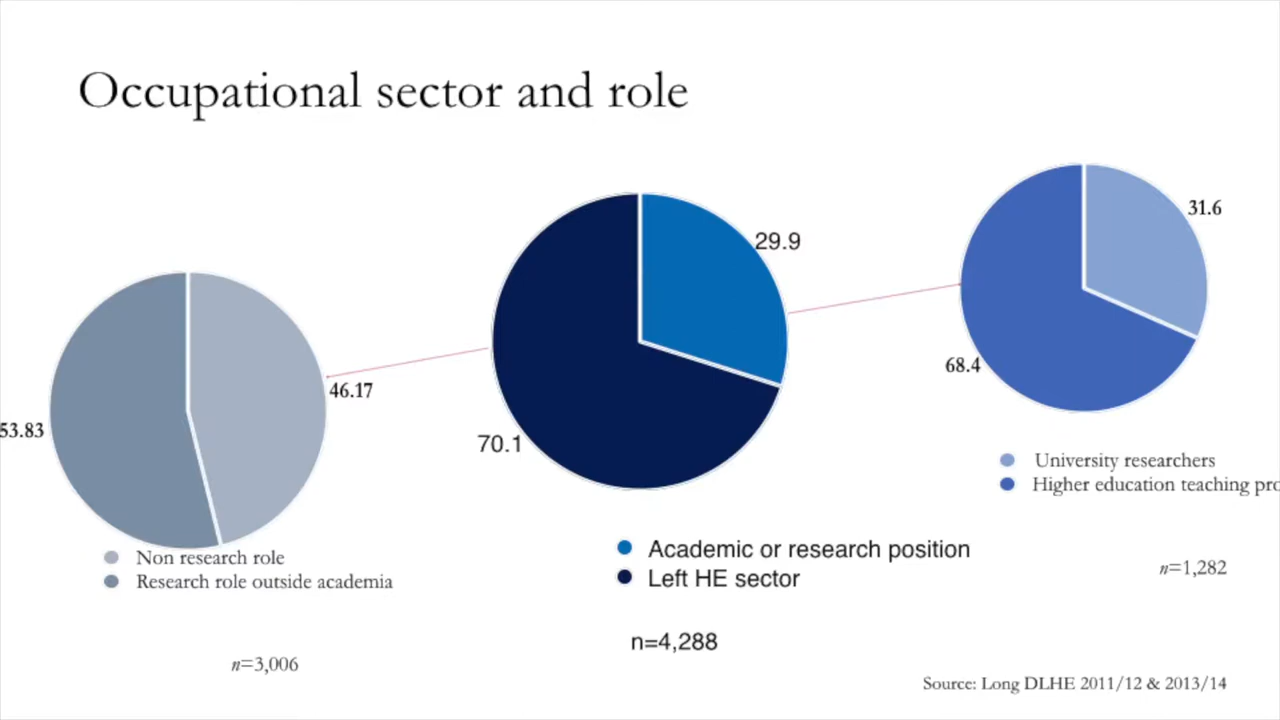 Occupational sector and role
46.17
53.83
Non research role
Research role outside academia
n=3,006
29.9
70.1
Academic or research position
Left HE sector
n=4,288
31.6
68.4
University researchers
Higher education teaching
n=1,282
Source: Long DLHE 2011/12 & 2013/14